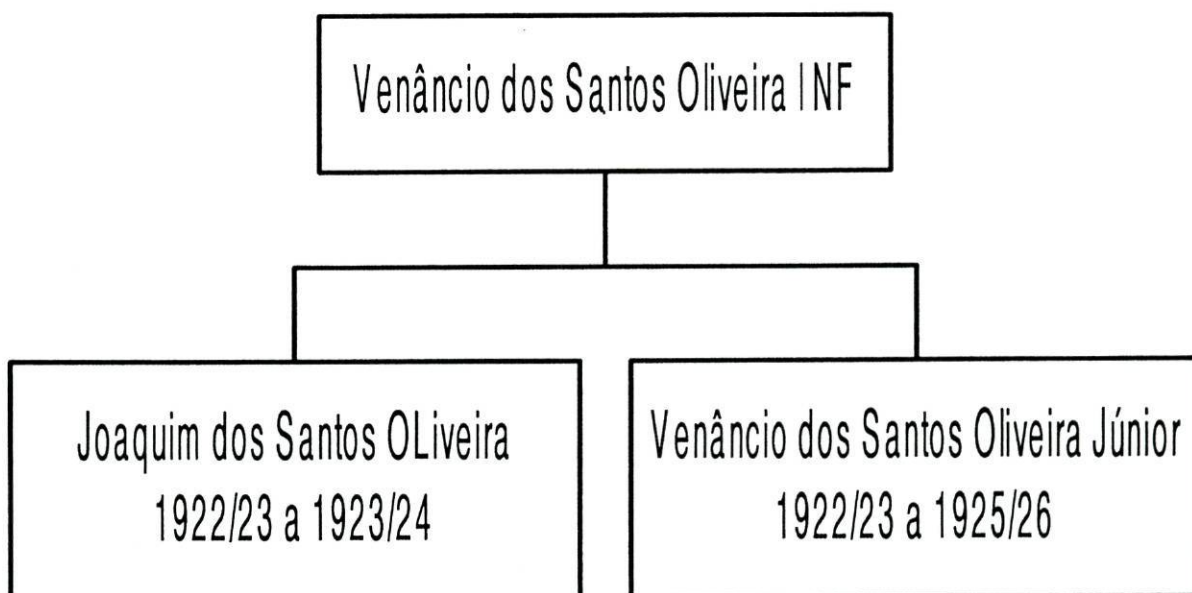 Venâncio dos Santos Oliveira INF
Joaquim dos Santos OLiveira
1922/23 a 1923/24
Venâncio dos Santos Oliveira Júnior
1922/23 a 1925/26